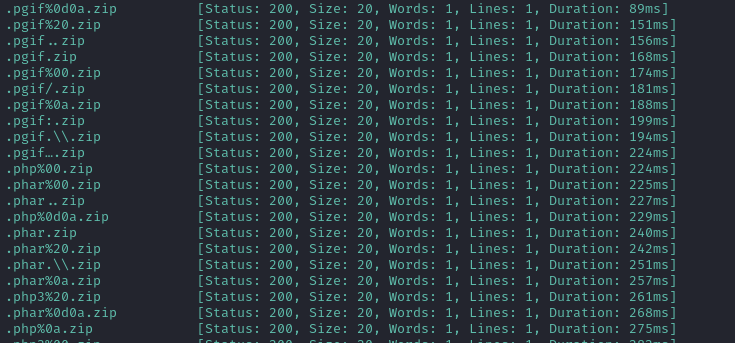 .pgif%0d0a.zip [Status: 200, Size: 20, Words: 1, Lines: 1, Duration: 89ms]
.pgif%20.zip [Status: 200, Size: 20, Words: 1, Lines: 1, Duration: 151ms]
.pgif..zip [Status: 200, Size: 20, Words: 1, Lines: 1, Duration: 156ms]
.pgif.zip [Status: 200, Size: 20, Words: 1, Lines: 1, Duration: 168ms]
.pgif%00.zip [Status: 200, Size: 20, Words: 1, Lines: 1, Duration: 174ms]
.pgif/.zip [Status: 200, Size: 20, Words: 1, Lines: 1, Duration: 181ms]
.pgif%0a.zip [Status: 200, Size: 20, Words: 1, Lines: 1, Duration: 188ms]
.pgif:.zip [Status: 200, Size: 20, Words: 1, Lines: 1, Duration: 199ms]
.pgif.\\.zip [Status: 200, Size: 20, Words: 1, Lines: 1, Duration: 194ms]
.pgif….zip [Status: 200, Size: 20, Words: 1, Lines: 1, Duration: 224ms]
.php%00.zip [Status: 200, Size: 20, Words: 1, Lines: 1, Duration: 224ms]
.phar%00.zip [Status: 200, Size: 20, Words: 1, Lines: 1, Duration: 225ms]
.phar..zip [Status: 200, Size: 20, Words: 1, Lines: 1, Duration: 227ms]
.php%0d0a.zip [Status: 200, Size: 20, Words: 1, Lines: 1, Duration: 229ms]
.phar.zip [Status: 200, Size: 20, Words: 1, Lines: 1, Duration: 240ms]
.phar%20.zip [Status: 200, Size: 20, Words: 1, Lines: 1, Duration: 242ms]
.phar.\\.zip [Status: 200, Size: 20, Words: 1, Lines: 1, Duration: 251ms]
.phar%0a.zip [Status: 200, Size: 20, Words: 1, Lines: 1, Duration: 257ms]
.php3%20.zip [Status: 200, Size: 20, Words: 1, Lines: 1, Duration: 261ms]
.phar%0d0a.zip [Status: 200, Size: 20, Words: 1, Lines: 1, Duration: 268ms]
.php%0a.zip [Status: 200, Size: 20, Words: 1, Lines: 1, Duration: 275ms]